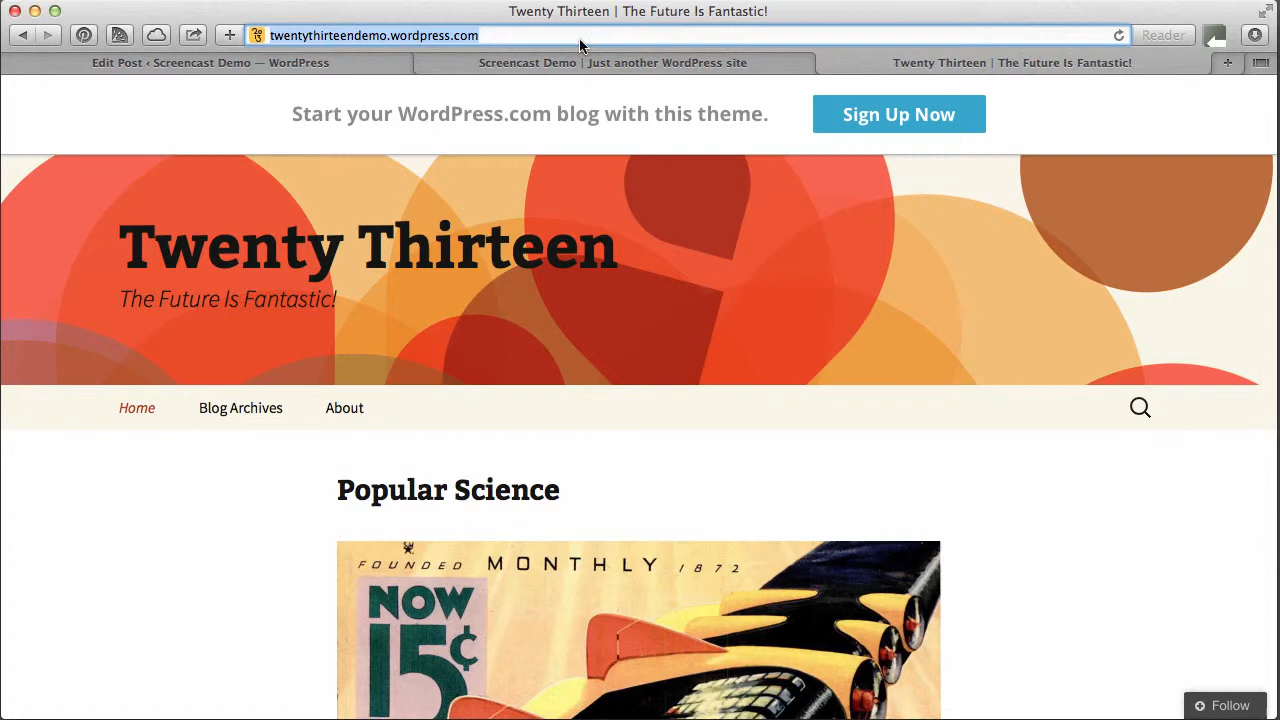 Twenty Thirteen | The Future Is Fantastic!
twentythirteendemo.wordpress.com
Reader
Edit Post ‹ Screencast Demo — WordPress
Screencast Demo | Just another WordPress site
Twenty Thirteen | The Future Is Fantastic!
Start your WordPress.com blog with this theme.
Sign Up Now
Twenty Thirteen
The Future Is Fantastic!
Home
Blog Archives
About
Popular Science
FOUNDED MONTHLY 1872
NOW
15¢
Follow